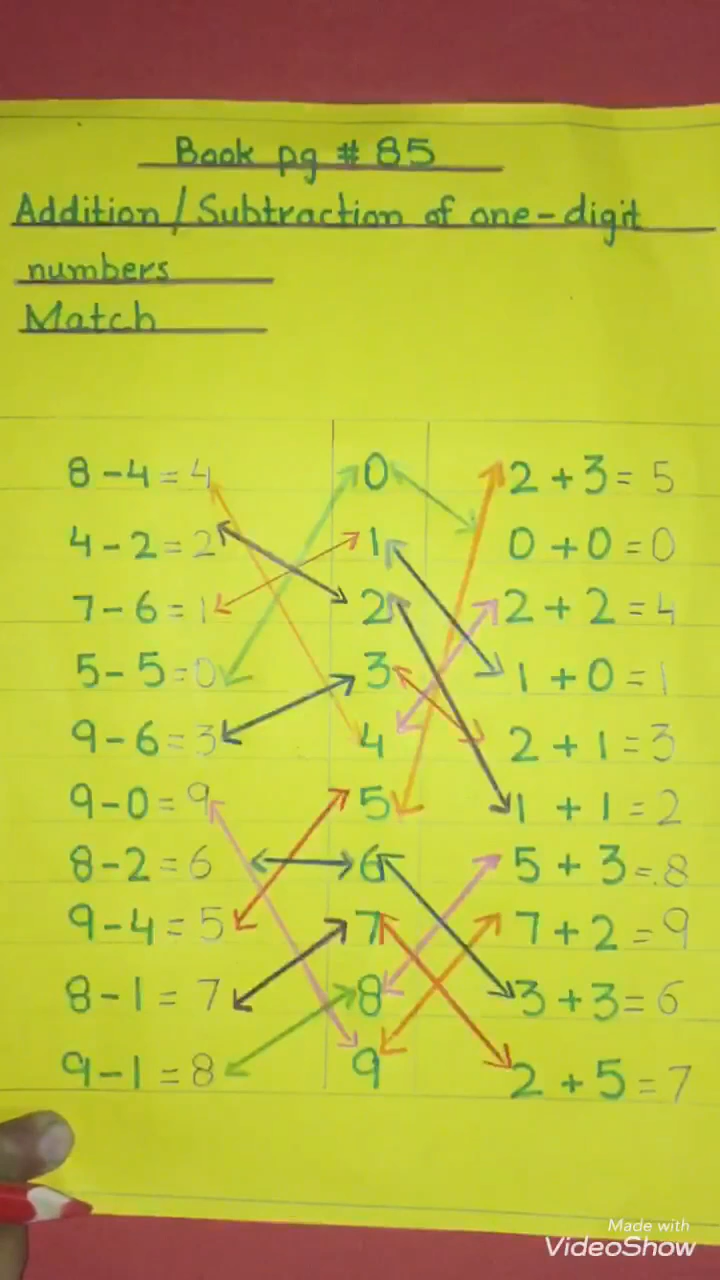 Book pg # 85
Addition / Subtraction of one-digit
numbers
Match
8 - 4 = 4 0 2 + 3 = 5
4 - 2 = 2 1 0 + 0 = 0
7 - 6 = 1 2 2 + 2 = 4
5 - 5 = 0 3 1 + 0 = 1
9 - 6 = 3 4 2 + 1 = 3
9 - 0 = 9 5 1 + 1 = 2
8 - 2 = 6 6 5 + 3 = 8
9 - 4 = 5 7 7 + 2 = 9
8 - 1 = 7 8 3 + 3 = 6
9 - 1 = 8 9 2 + 5 = 7
Made with
VideoShow